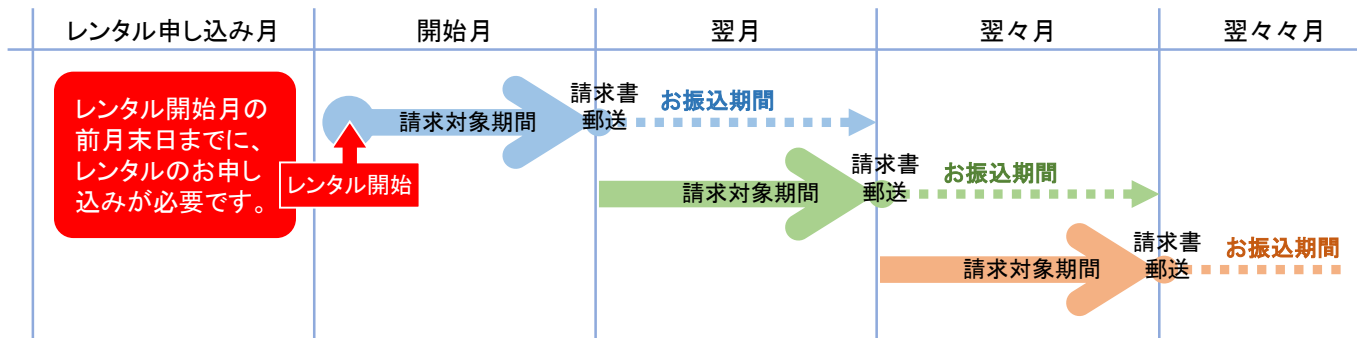 レンタル申し込み月
開始月
翌月
翌々月
翌々々月
レンタル開始月の
前月末日までに、
レンタルのお申し
込みが必要です。
レンタル開始
請求対象期間
請求書
郵送
お振込期間
請求対象期間
請求書
郵送
お振込期間
請求対象期間
請求書
郵送
お振込期間